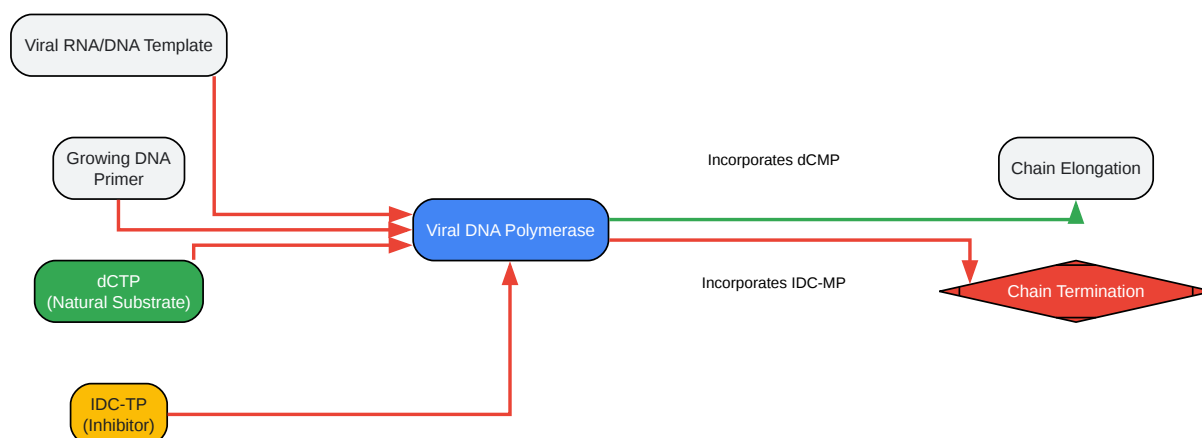 Viral RNA/DNA Template
Growing DNA
Primer
dCTP
(Natural Substrate)
IDC-TP
(Inhibitor)
Viral DNA Polymerase
Incorporates dCMP
Incorporates IDC-MP
Chain Elongation
Chain Termination